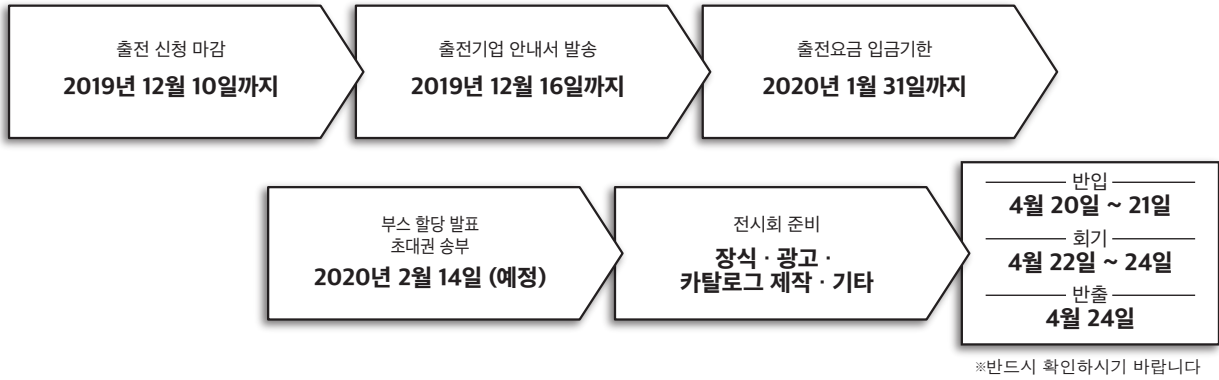 출전 신청 마감
2019년 12월 10일까지
출전기업 안내서 발송
2019년 12월 16일까지
출전요금 입금기한
2020년 1월 31일까지
부스 할당 발표
초대권 송부
2020년 2월 14일 (예정)
전시회 준비
장식 · 광고 ·
카탈로그 제작 · 기타
반입
4월 20일 ~ 21일
회기
4월 22일 ~ 24일
반출
4월 24일
※반드시 확인하시기 바랍니다